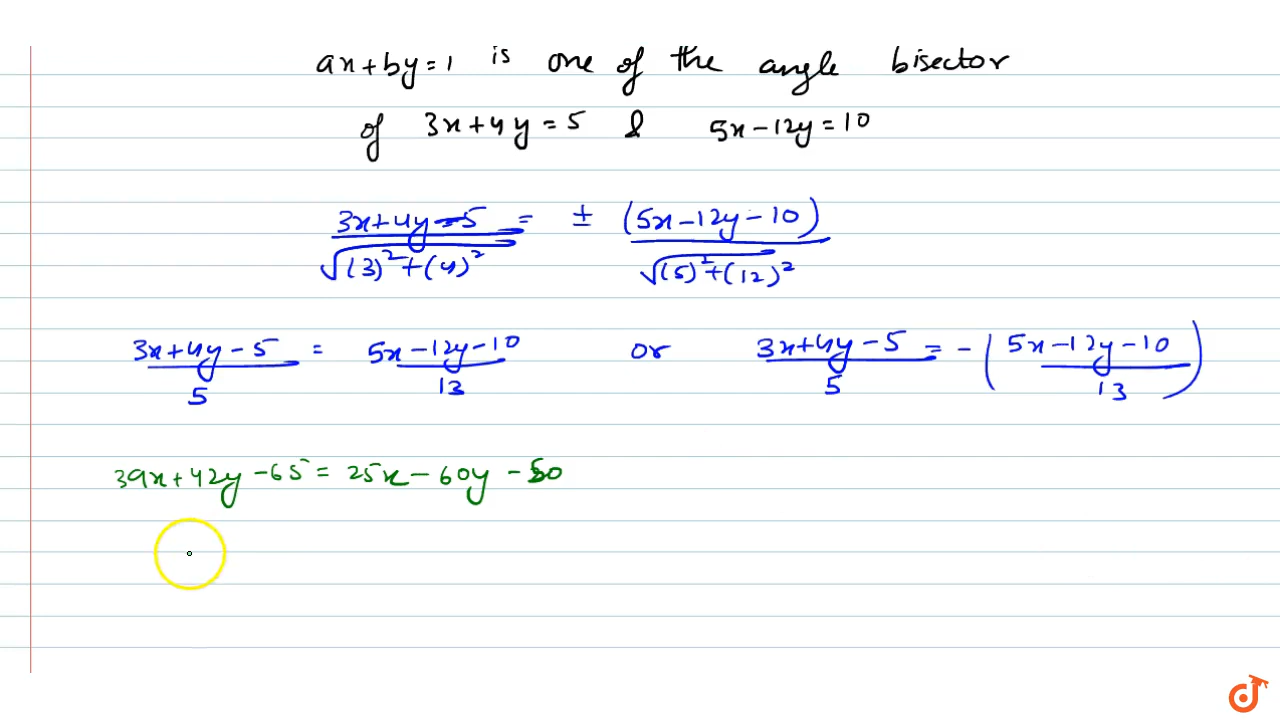 ax+by=1 is one of the angle bisector
of 3x+4y=5 & 5x-12y=10
3x+4y-5 / √(3)²+(4)² = ± (5x-12y-10) / √(5)²+(12)²
3x+4y-5 / 5 = 5x-12y-10 / 13 or 3x+4y-5 / 5 = -(5x-12y-10 / 13)
39x+42y-65=25x-60y-50